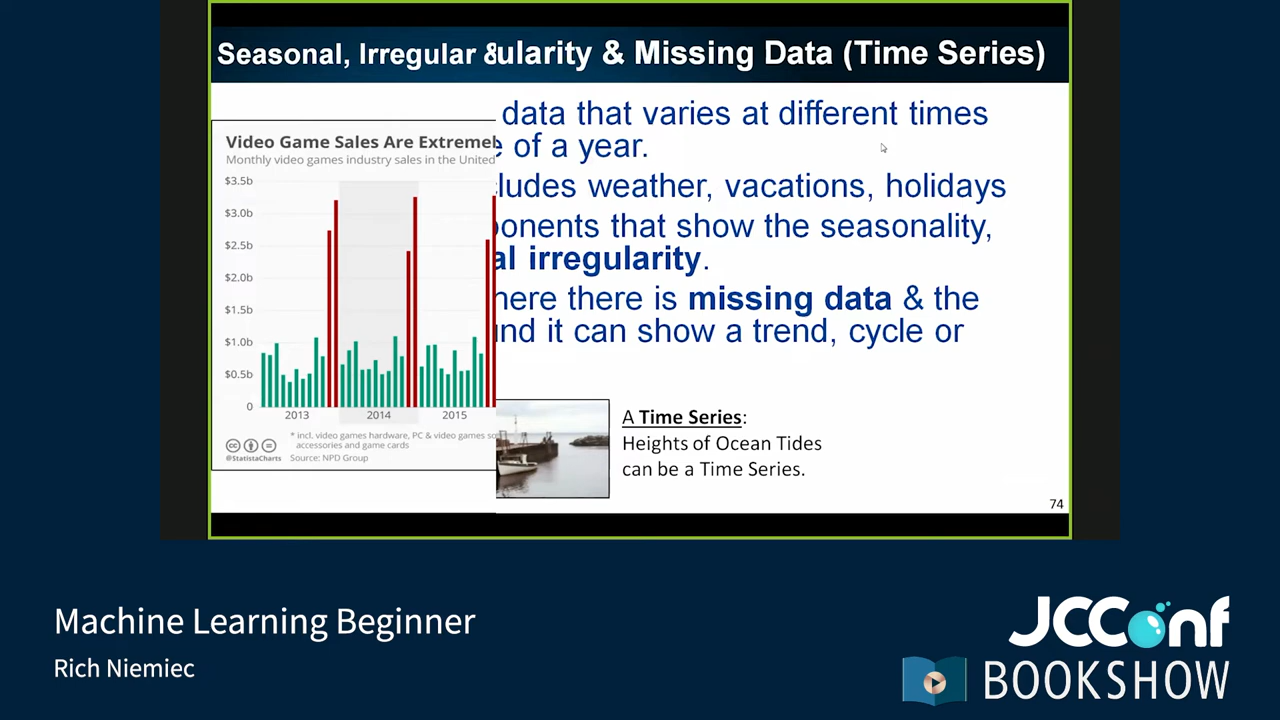 Seasonal, Irregular &ularity & Missing Data (Time Series)
data that varies at different times
of a year.
cludes weather, vacations, holidays
onents that show the seasonality,
al irregularity.
here there is missing data & the
und it can show a trend, cycle or
Video Game Sales Are Extremel
Monthly video games industry sales in the United
$3.5b
$3.0b
$2.5b
$2.0b
$1.5b
$1.0b
$0.5b
0
2013 2014 2015
* incl. video games hardware, PC & video games so
accessories and game cards
@StatistaCharts Source: NPD Group
A Time Series:
Heights of Ocean Tides
can be a Time Series.
74
Machine Learning Beginner
Rich Niemiec
JCConf
BOOKSHOW